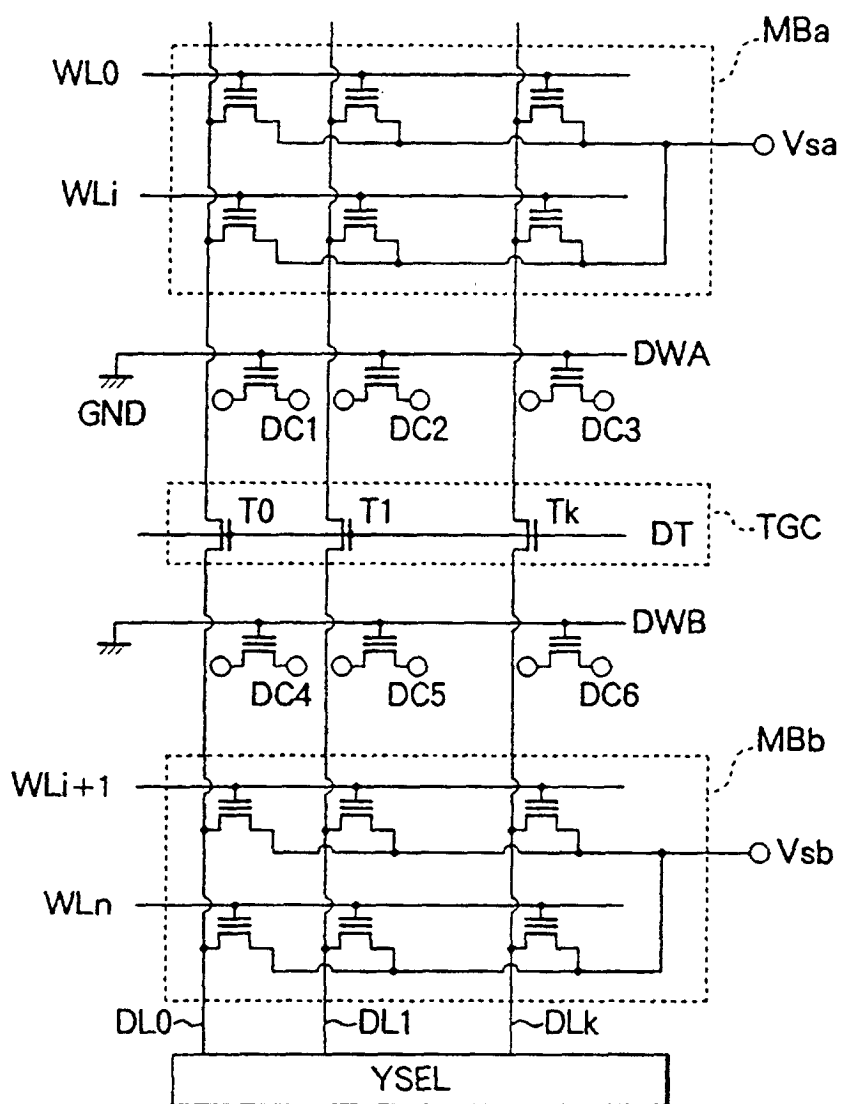 MBa
WL0
Vsa
WLi
DWA
GND
DC1 DC2 DC3
T0 T1 Tk
DT
TGC
DWB
DC4 DC5 DC6
MBb
WLi+1
Vsb
WLn
DL0 DL1 DLk
YSEL